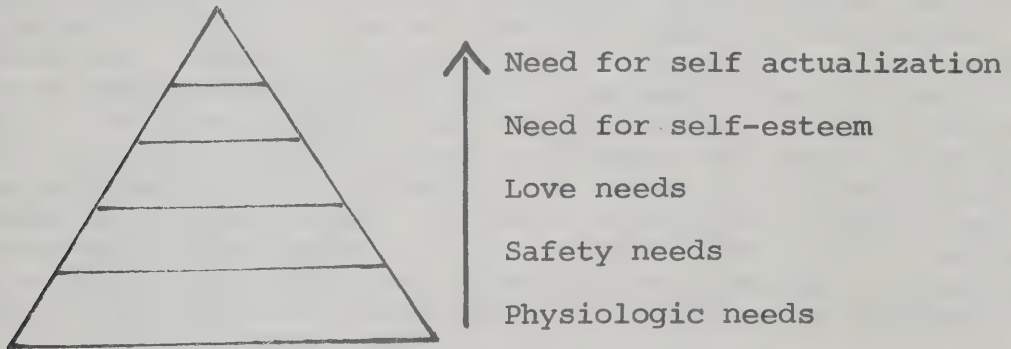 Need for self actualization
Need for self-esteem
Love needs
Safety needs
Physiologic needs